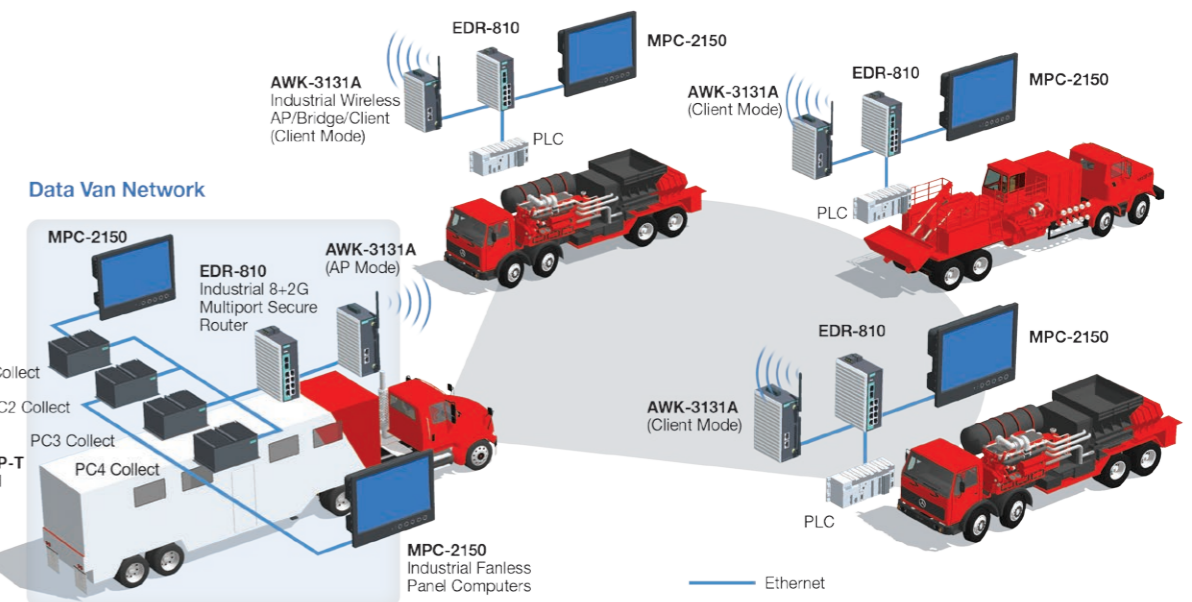 EDR-810
MPC-2150
AWK-3131A
Industrial Wireless
AP/Bridge/Client
(Client Mode)
PLC
EDR-810
MPC-2150
AWK-3131A
(Client Mode)
PLC
Data Van Network
MPC-2150
EDR-810
Industrial 8+2G
Multiport Secure
Router
AWK-3131A
(AP Mode)
Collect
C2 Collect
PC3 Collect
PC4 Collect
P-T
MPC-2150
Industrial Fanless
Panel Computers
EDR-810
MPC-2150
AWK-3131A
(Client Mode)
PLC
Ethernet